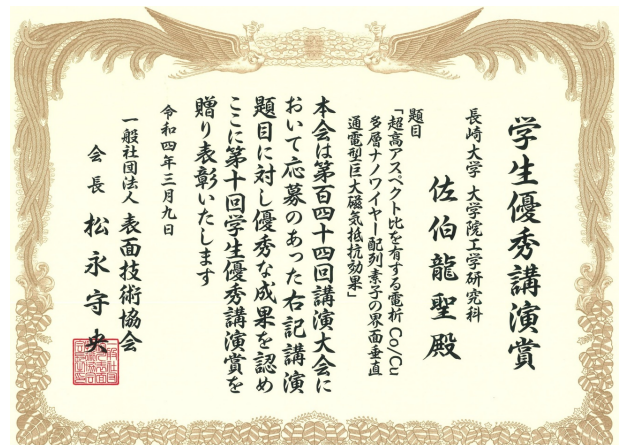 学生優秀講演賞
長崎大学 大学院工学研究科
佐伯龍聖殿
題目
「超高アスペクト比を有する電析Co/Cu
多層ナノワイヤー配列素子の界面垂直
通電型巨大磁気抵抗効果」
本会は第百四十四回講演大会に
おいて応募のあった右記講演
題目に対し優秀な成果を認め
ここに第十回学生優秀講演賞を
贈り表彰いたします
令和四年三月九日
一般社団法人 表面技術協会
会長 松永守央